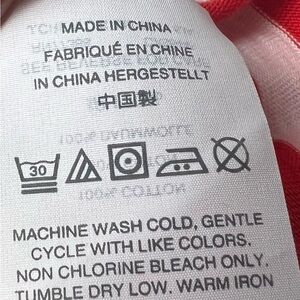 MADE IN CHINA
FABRIQUÉ EN CHINE
IN CHINA HERGESTELLT
中国製
30
MACHINE WASH COLD, GENTLE
CYCLE WITH LIKE COLORS.
NON CHLORINE BLEACH ONLY.
TUMBLE DRY LOW. WARM IRON